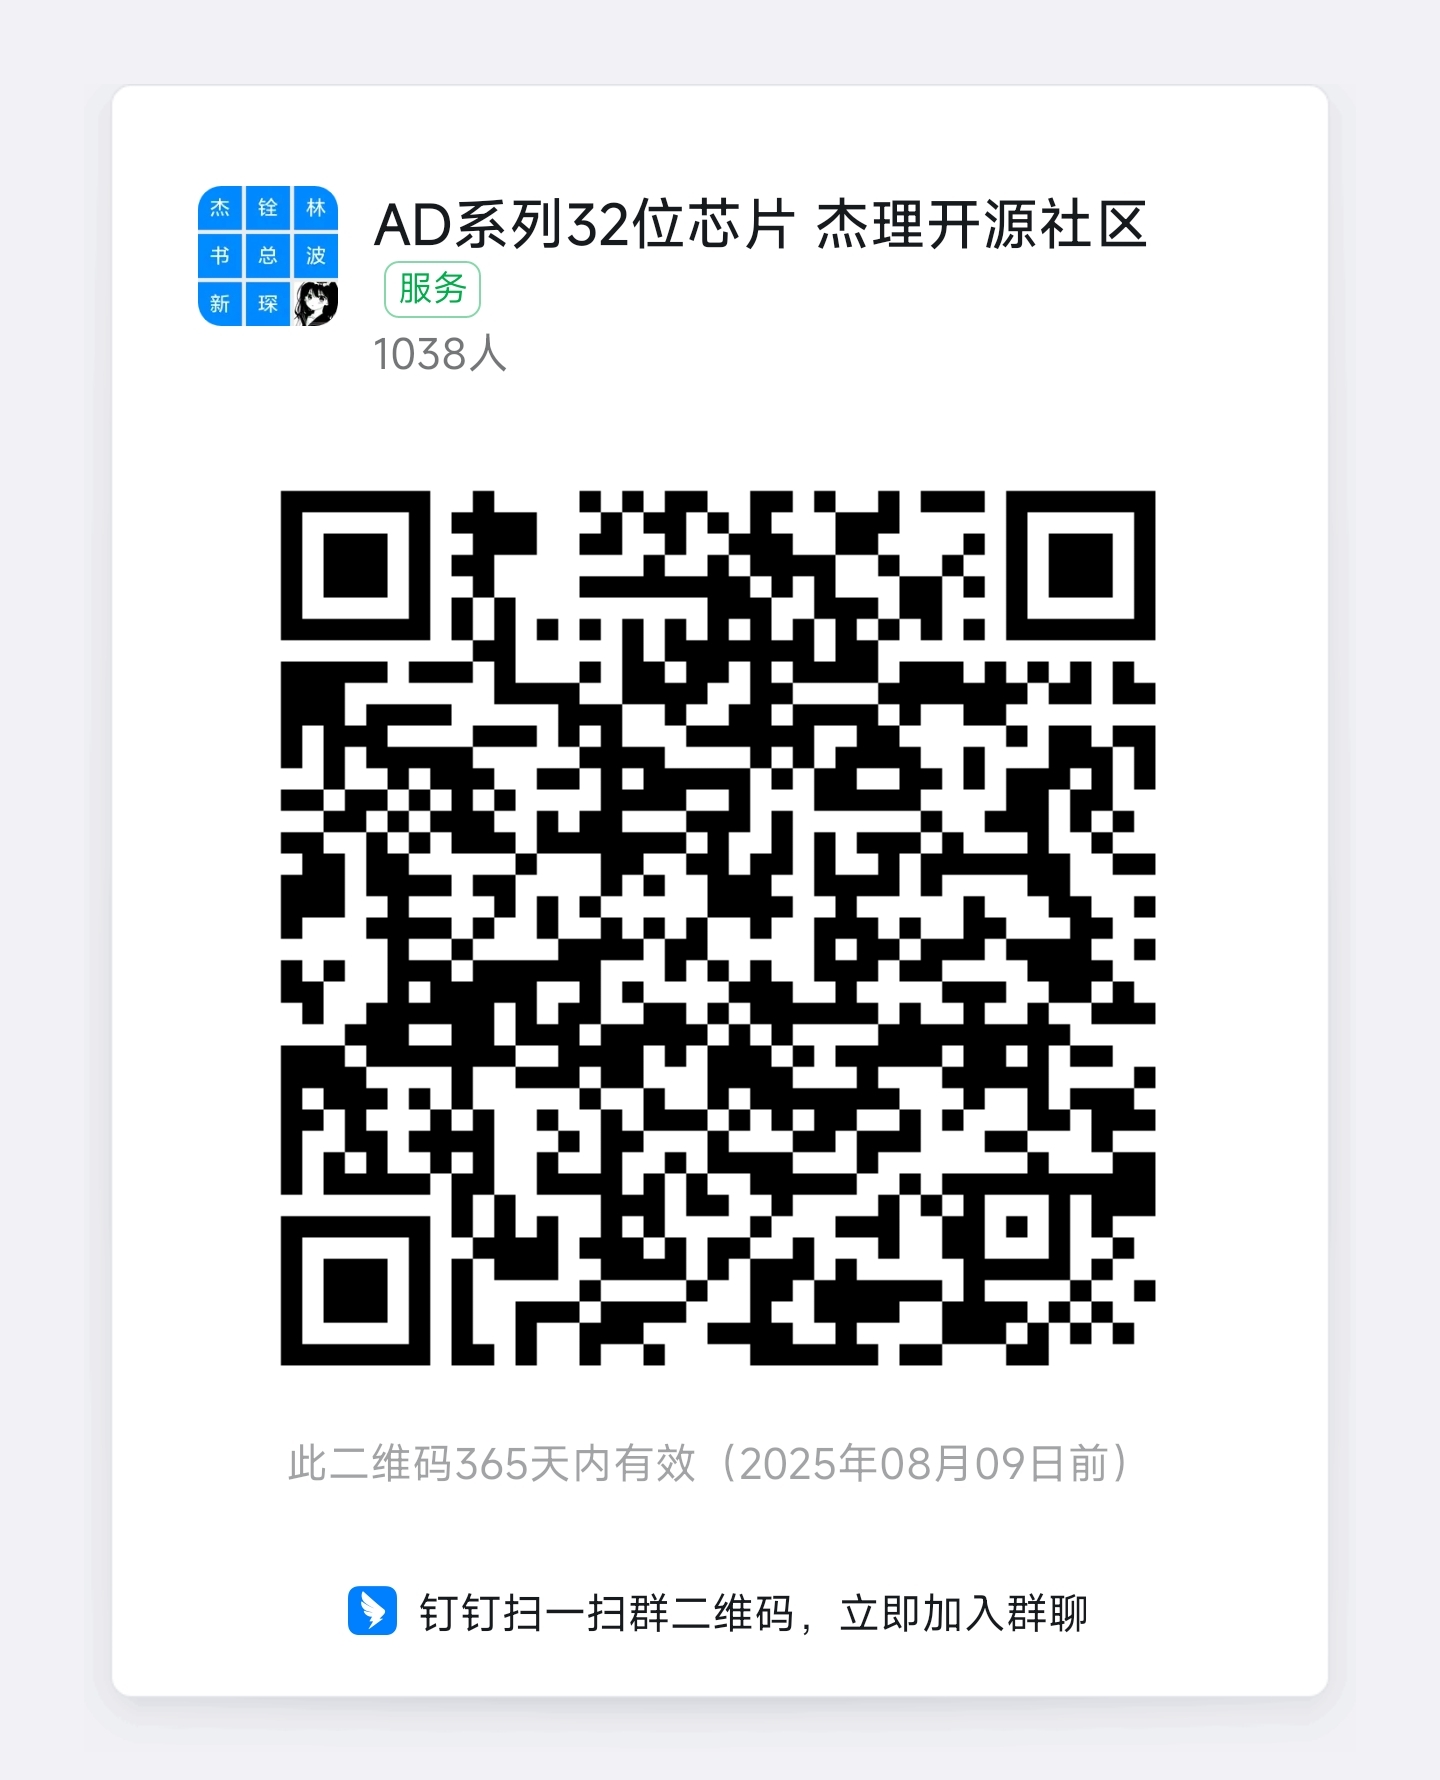 杰 铨 林
书 总 波
新 琛
AD系列32位芯片 杰理开源社区
服务
1038人
此二维码365天内有效（2025年08月09日前）
钉钉扫一扫群二维码，立即加入群聊